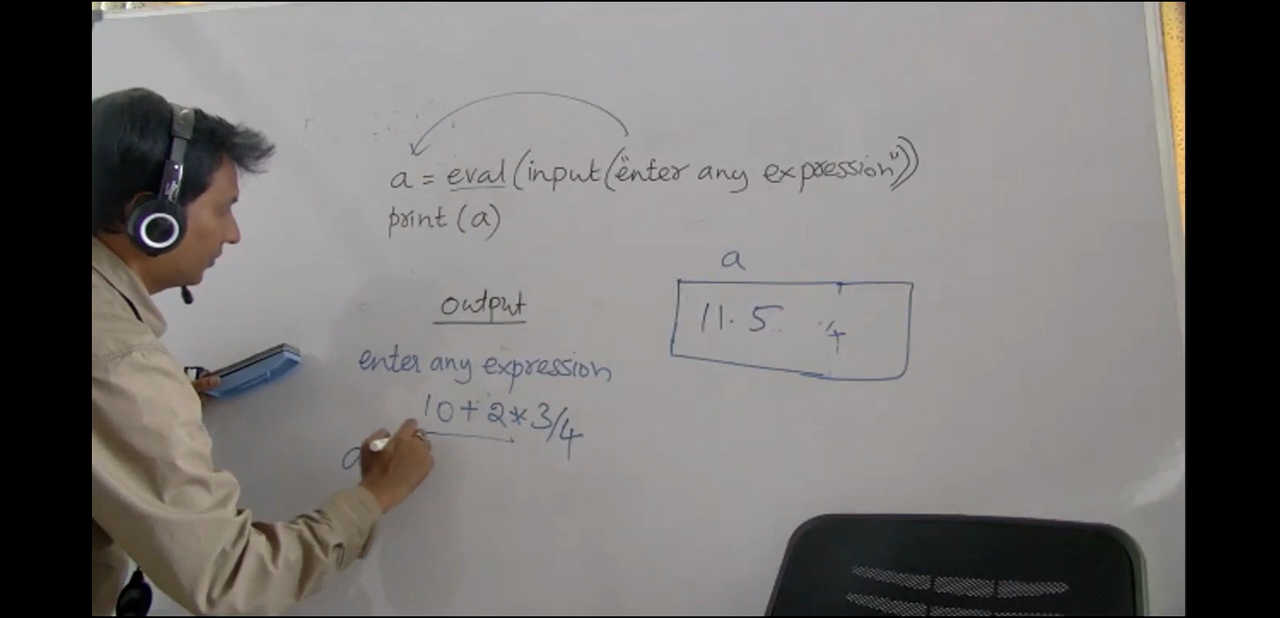 a = eval(input("enter any expression"))
print (a)
output
enter any expression
10+2*3/4
a
11.5